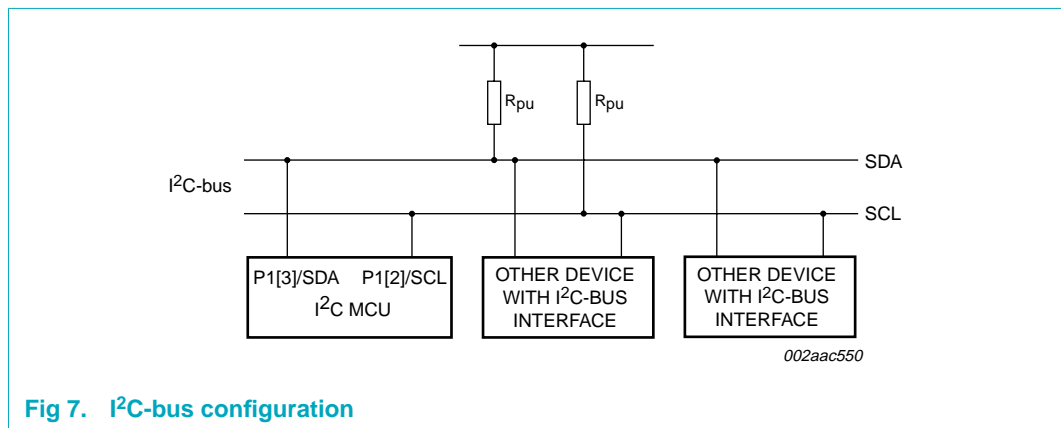 Rpu Rpu
SDA
I2C-bus
SCL
P1[3]/SDA P1[2]/SCL
I2C MCU
OTHER DEVICE
WITH I2C-BUS
INTERFACE
OTHER DEVICE
WITH I2C-BUS
INTERFACE
002aac550
Fig 7. I2C-bus configuration